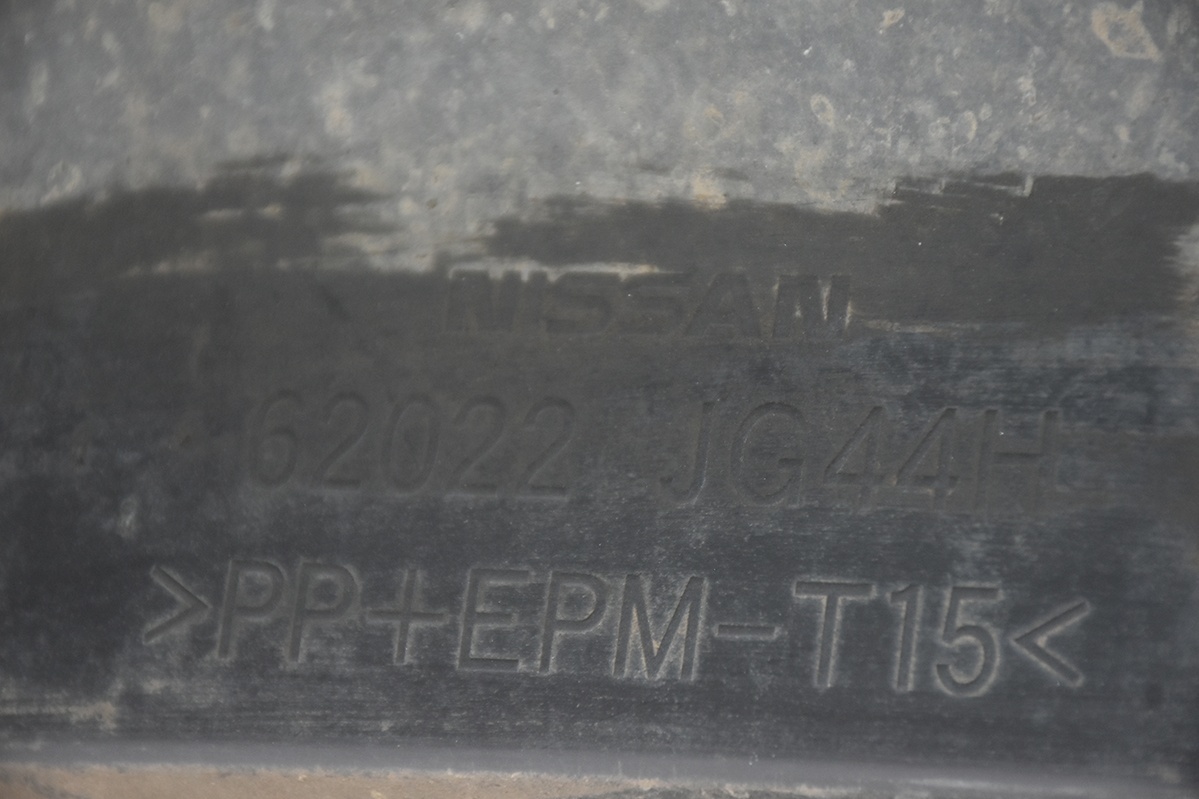 NISSAN
62022 JG44H
>PP+EPM-T15<